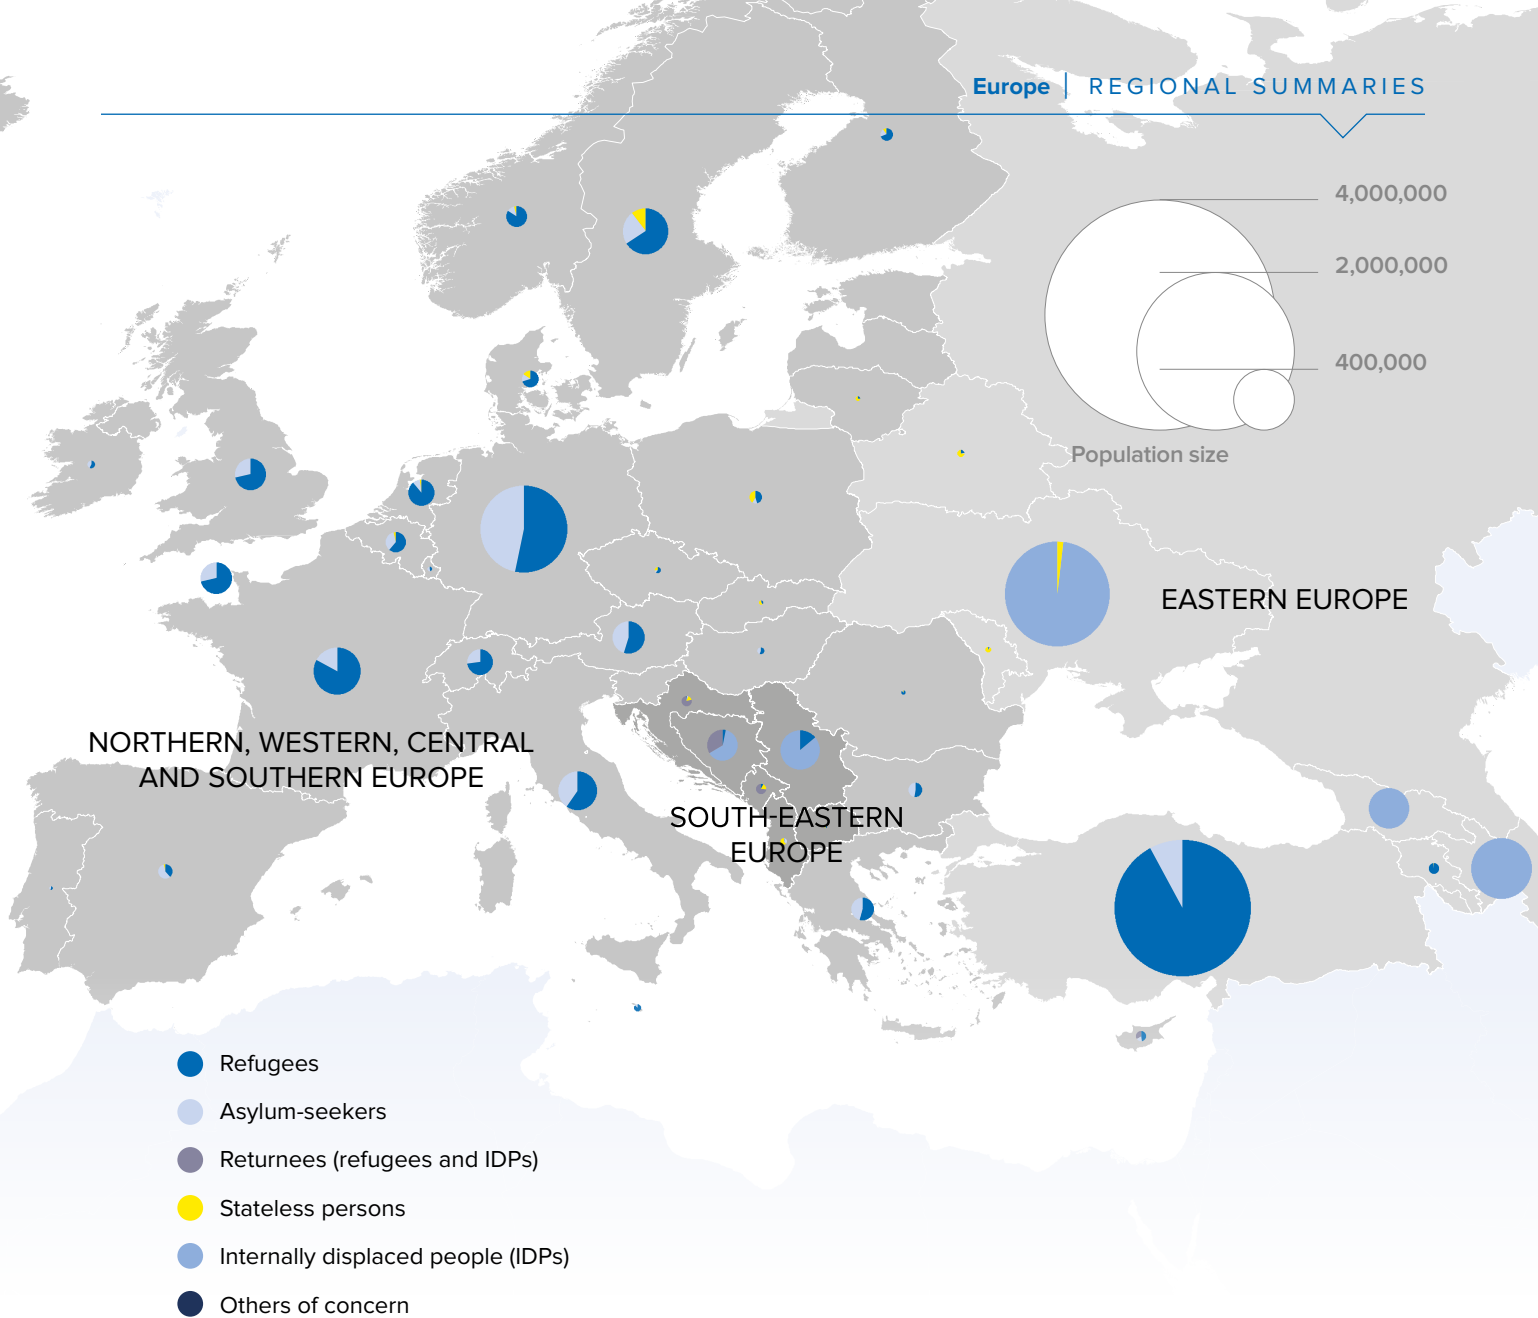 Europe | REGIONAL SUMMARIES
4,000,000
2,000,000
400,000
Population size
EASTERN EUROPE
NORTHERN, WESTERN, CENTRAL
AND SOUTHERN EUROPE
SOUTH-EASTERN
EUROPE
Refugees
Asylum-seekers
Returnees (refugees and IDPs)
Stateless persons
Internally displaced people (IDPs)
Others of concern